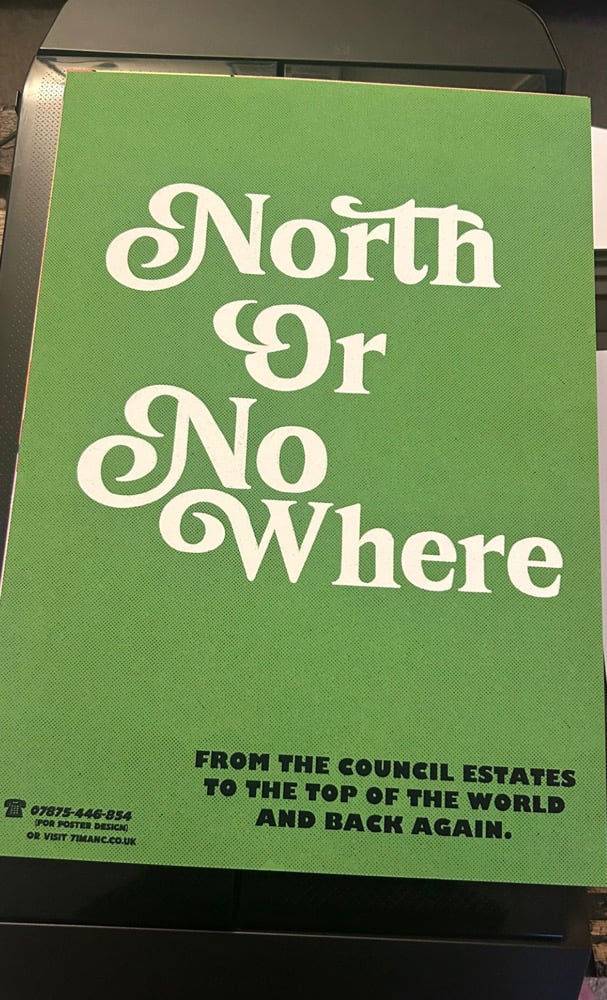 North
Or
No
Where
FROM THE COUNCIL ESTATES
TO THE TOP OF THE WORLD
AND BACK AGAIN.
07875-446-854
(FOR POSTER DESIGN)
OR VISIT 71MANC.CO.UK